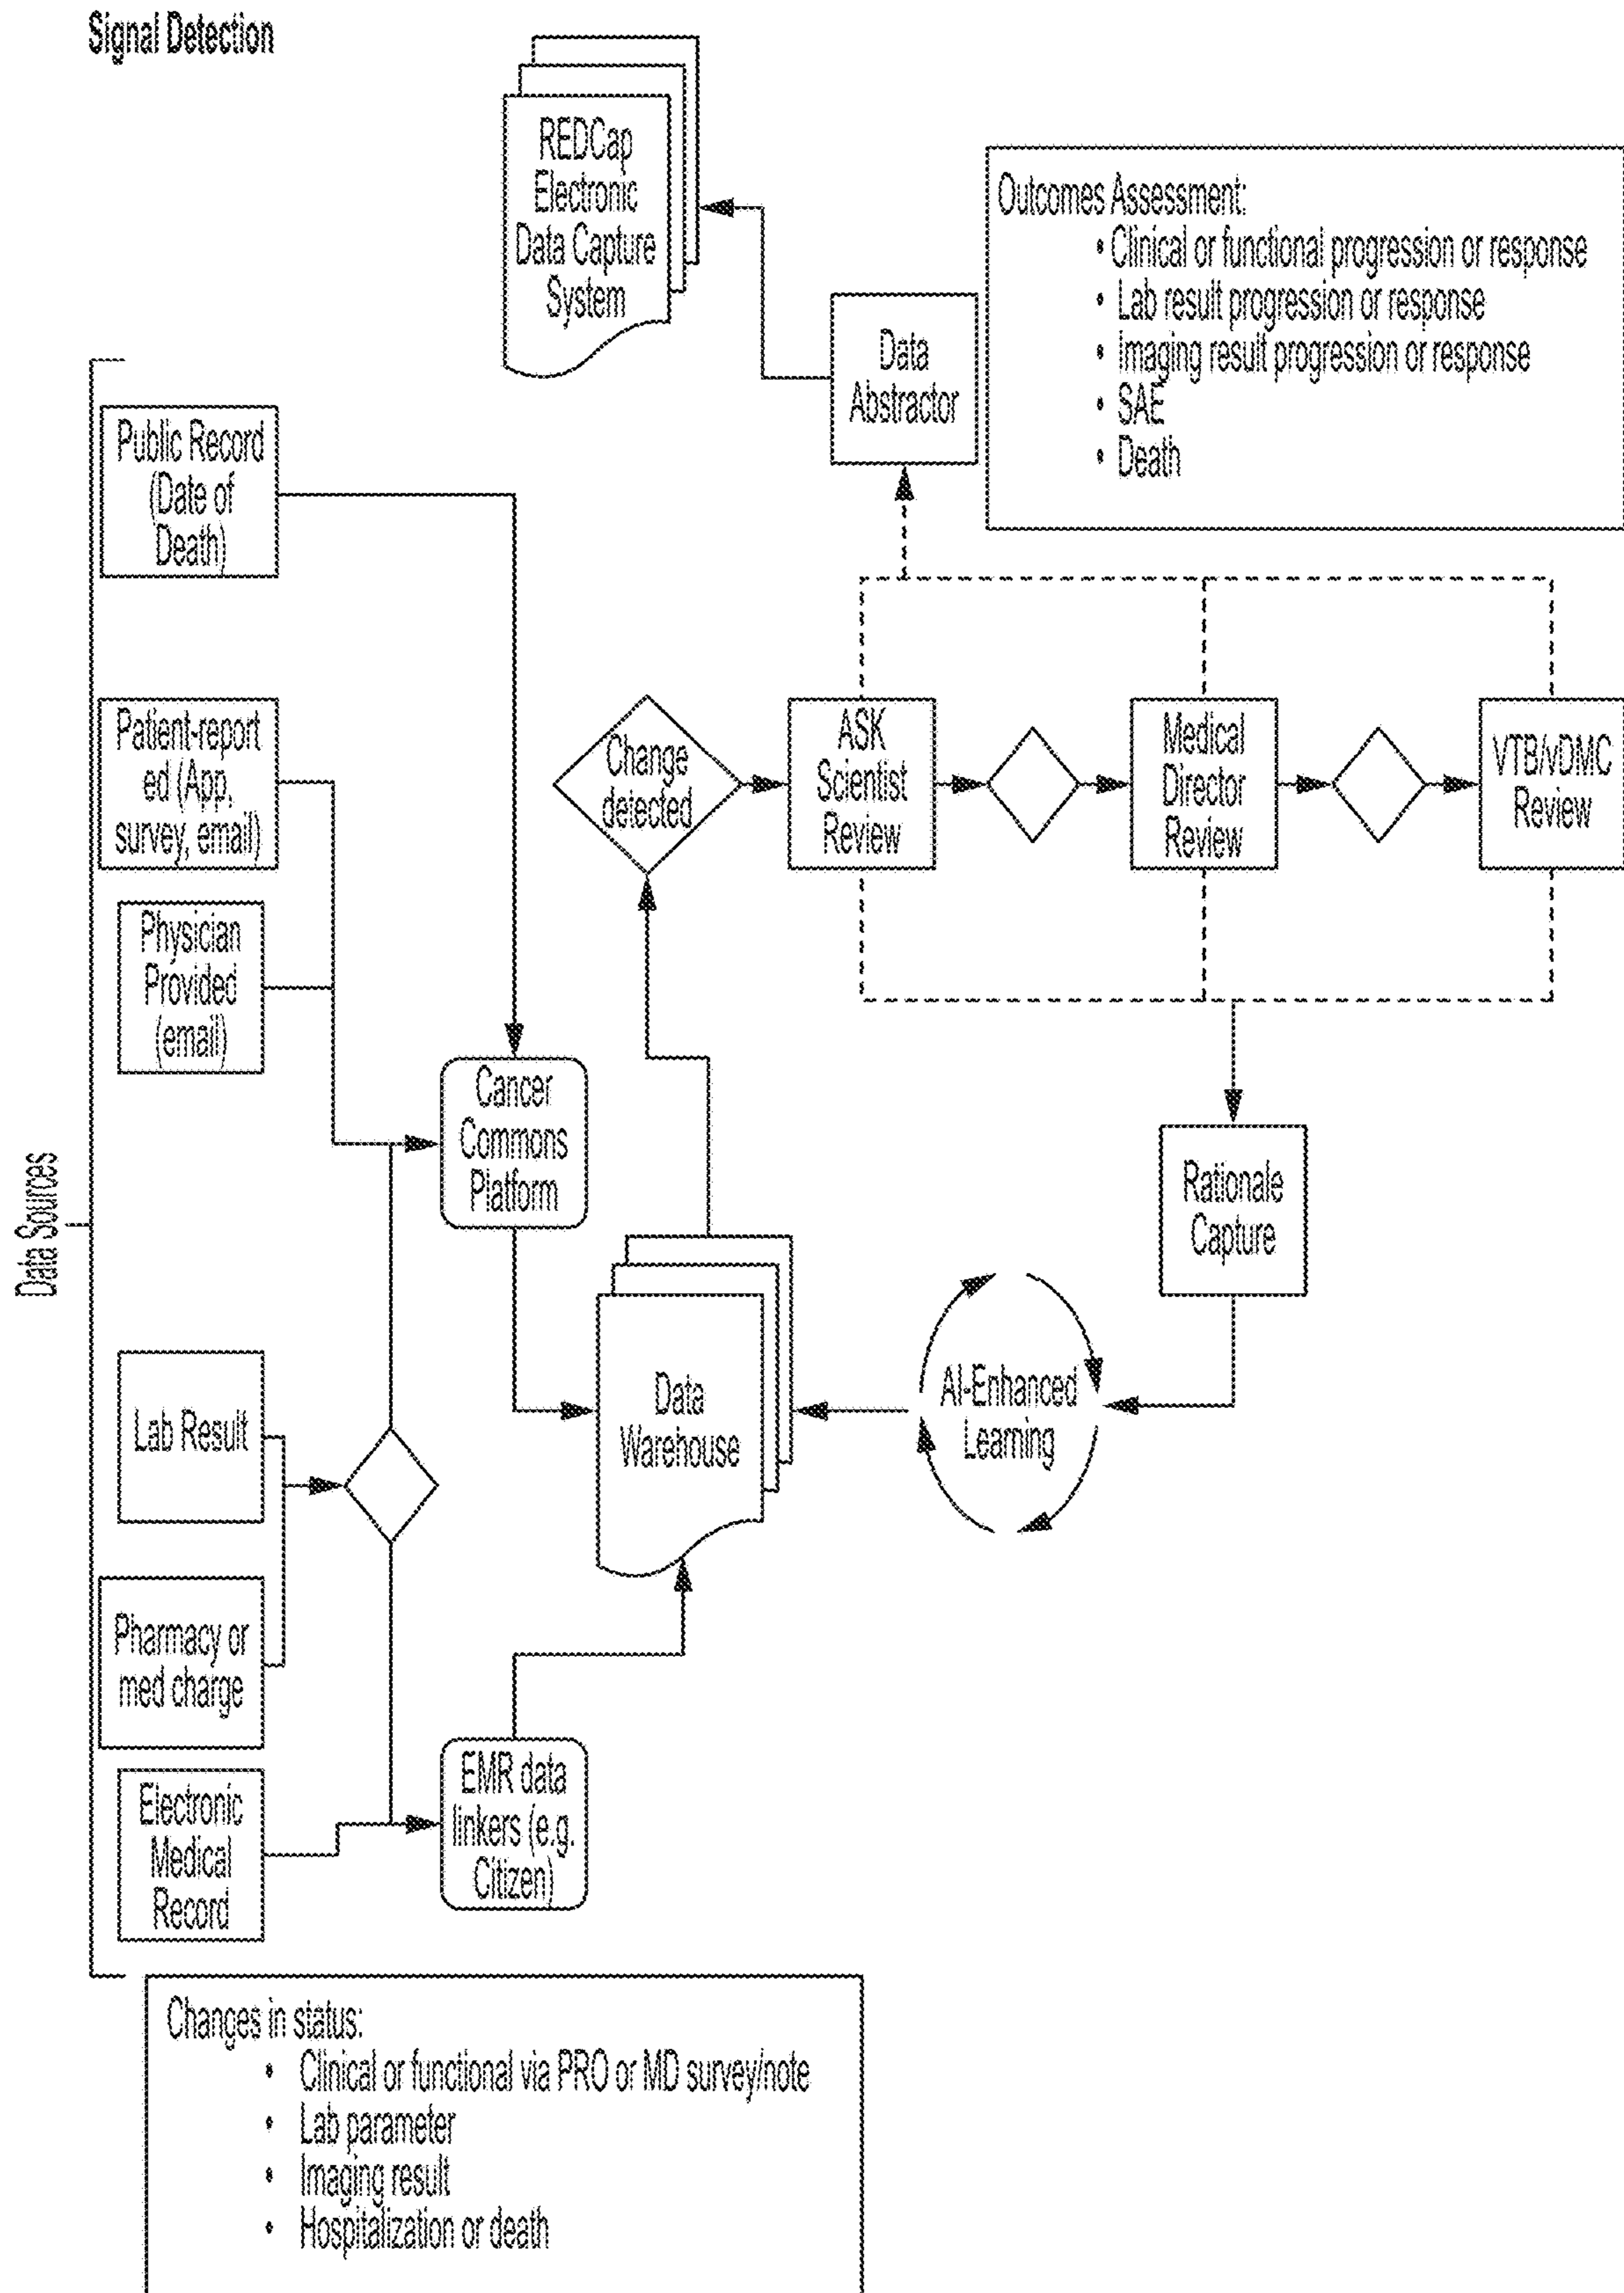 Signal Detection
REDCap
Electronic
Data Capture
System
Outcomes Assessment:
• Clinical or functional progression or response
• Lab result progression or response
• Imaging result progression or response
• SAE
• Death
Data
Abstractor
Data Sources
Public Record
(Date of
Death)
Patient-report
ed (App,
survey, email)
Physician
Provided
(email)
Change
detected
ASK
Scientist
Review
Medical
Director
Review
VTB/vDMC
Review
Cancer
Commons
Platform
Rationale
Capture
Lab Result
Data
Warehouse
AI-Enhanced
Learning
Pharmacy or
med charge
Electronic
Medical
Record
EMR data
linkers (e.g.
Citizen)
Changes in status:
• Clinical or functional via PRO or MD survey/note
• Lab parameter
• Imaging result
• Hospitalization or death